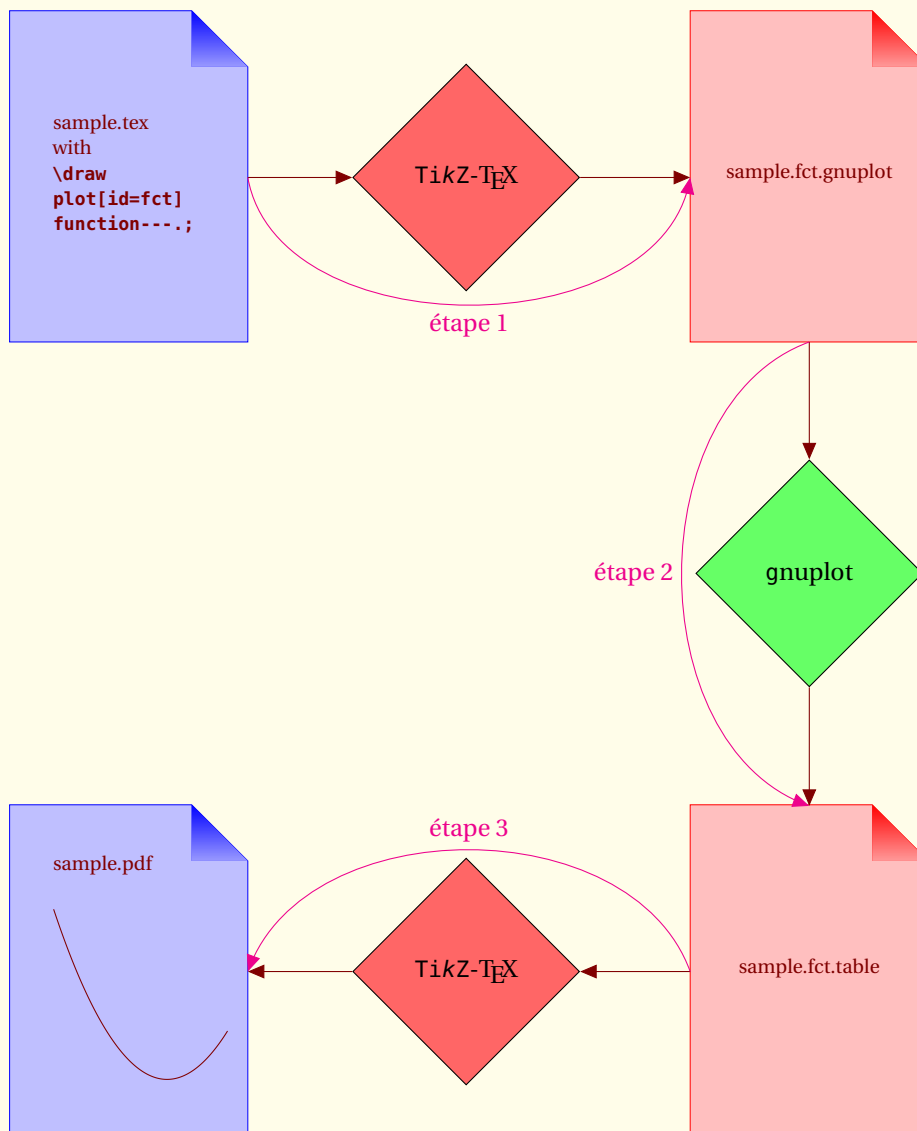 sample.tex
with
\draw
plot[id=fct]
function---.;
TikZ-TEX
sample.fct.gnuplot
étape 1
étape 2
gnuplot
étape 3
sample.pdf
TikZ-TEX
sample.fct.table